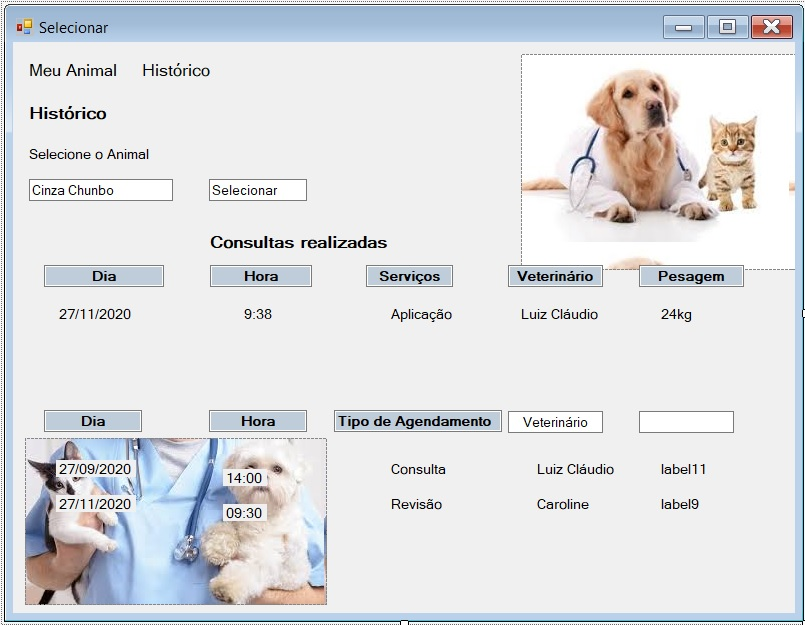 Selecionar
Meu Animal Histórico
Histórico
Selecione o Animal
Cinza Chunbo Selecionar
Consultas realizadas
Dia Hora Serviços Veterinário Pesagem
27/11/2020 9:38 Aplicação Luiz Cláudio 24kg
Dia Hora Tipo de Agendamento Veterinário
27/09/2020 14:00 Consulta Luiz Cláudio label11
27/11/2020 09:30 Revisão Caroline label9